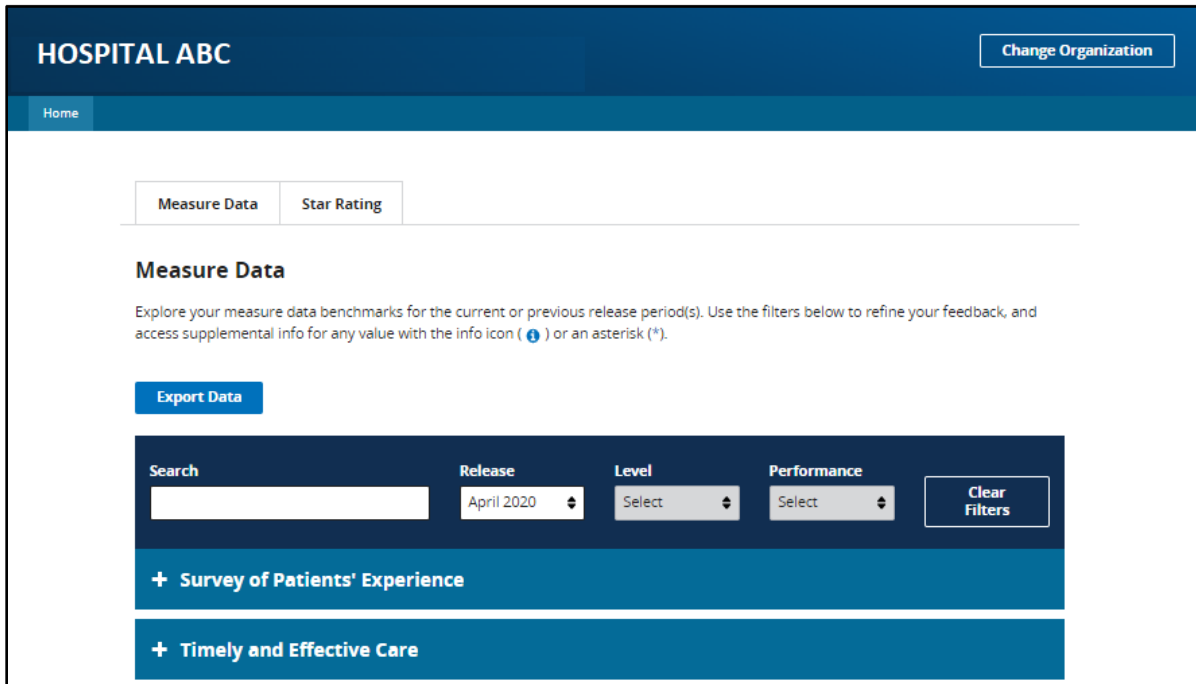 HOSPITAL ABC
Change Organization
Home
Measure Data
Star Rating
Measure Data
Explore your measure data benchmarks for the current or previous release period(s). Use the filters below to refine your feedback, and
access supplemental info for any value with the info icon ( i ) or an asterisk (*).
Export Data
Search
Release
Level
Performance
April 2020
Select
Select
Clear
Filters
+ Survey of Patients' Experience
+ Timely and Effective Care